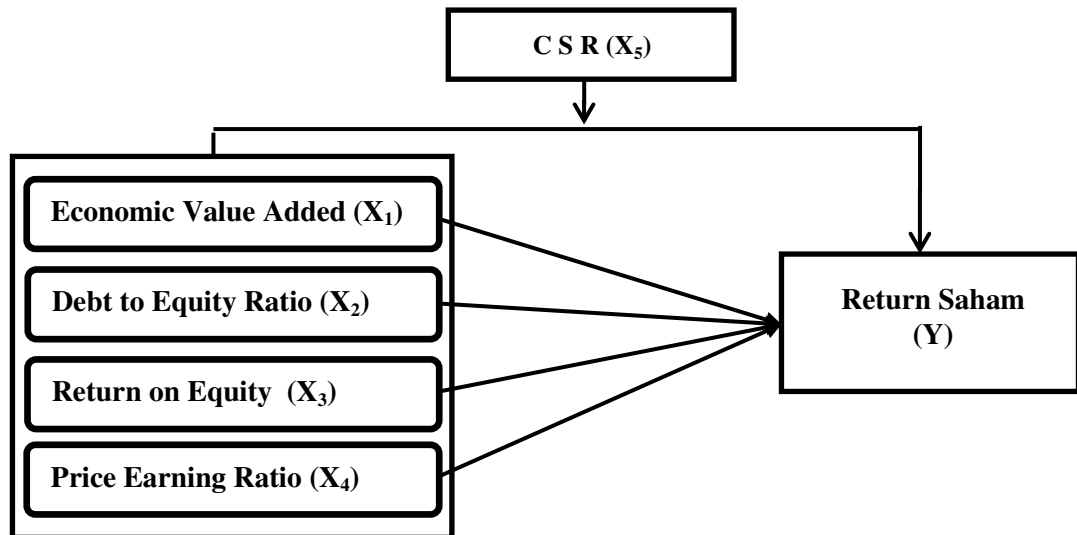 C S R (X₅)
Economic Value Added (X₁)
Debt to Equity Ratio (X₂)
Return on Equity (X₃)
Price Earning Ratio (X₄)
Return Saham
(Y)